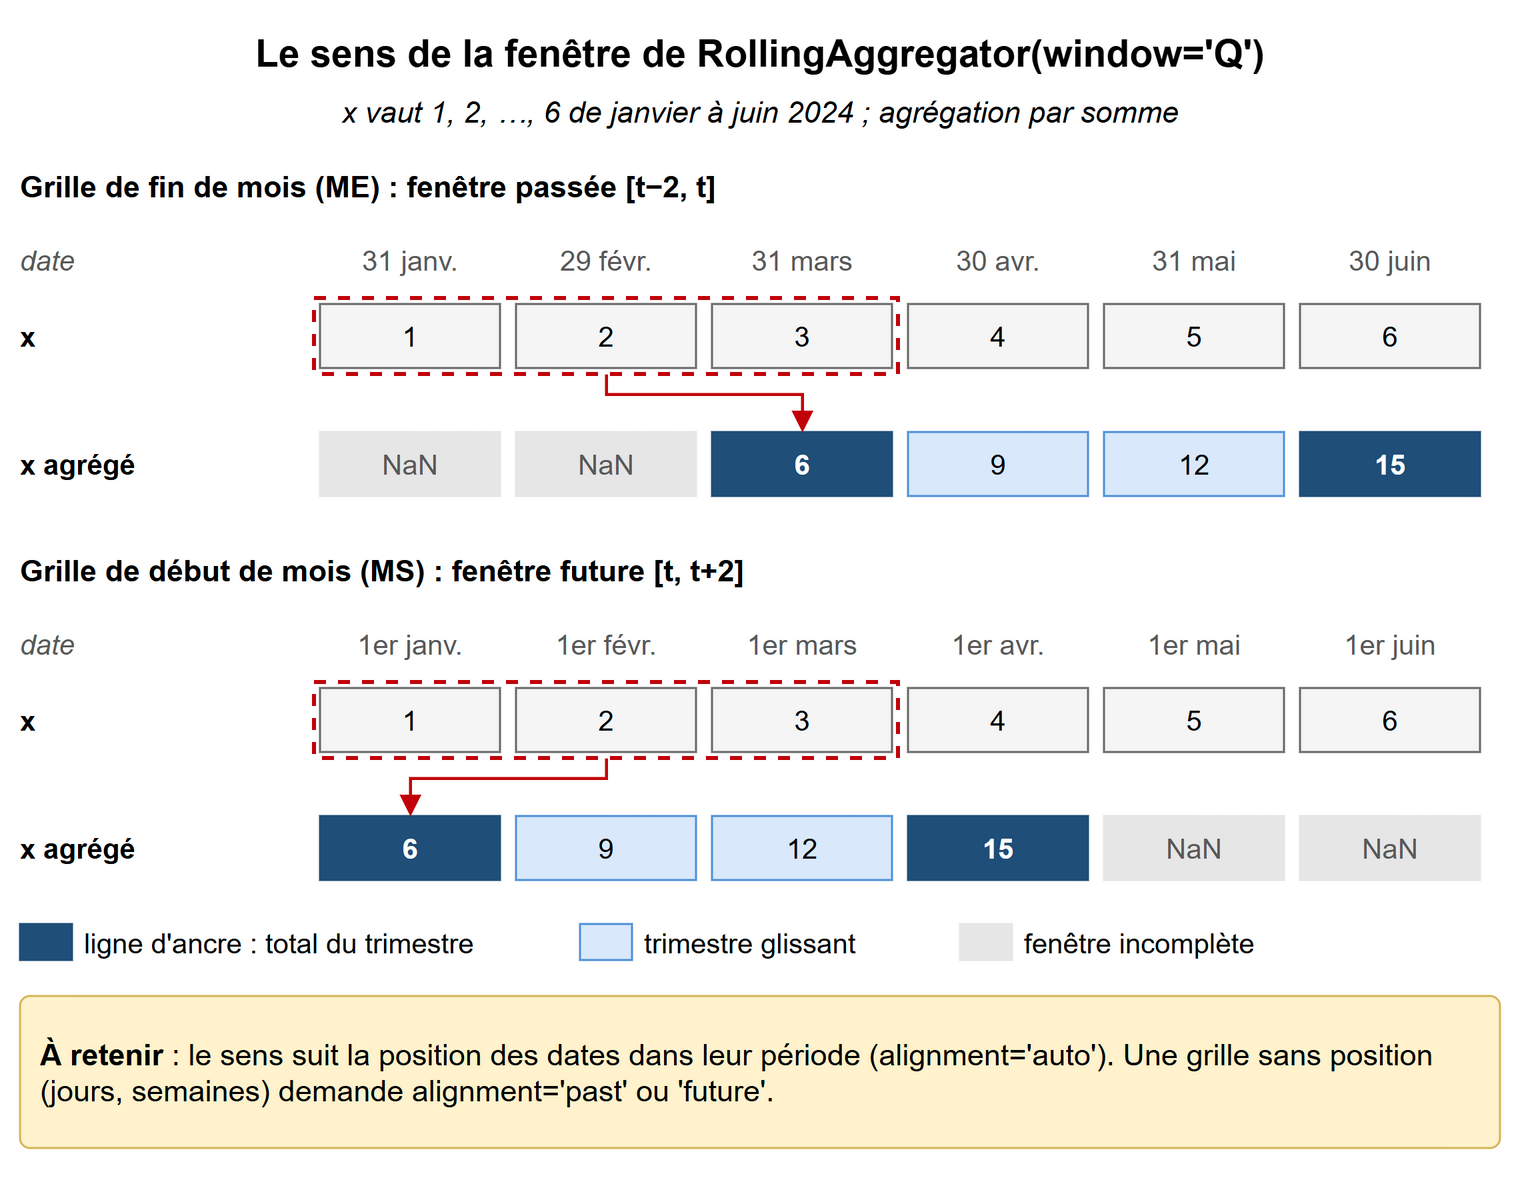 Le sens de la fenêtre de RollingAggregator(window='Q')
x vaut 1, 2, …, 6 de janvier à juin 2024 ; agrégation par somme
Grille de fin de mois (ME) : fenêtre passée [t−2, t]
date 31 janv. 29 févr. 31 mars 30 avr. 31 mai 30 juin
x 1 2 3 4 5 6
x agrégé NaN NaN 6 9 12 15
Grille de début de mois (MS) : fenêtre future [t, t+2]
date 1er janv. 1er févr. 1er mars 1er avr. 1er mai 1er juin
x 1 2 3 4 5 6
x agrégé 6 9 12 15 NaN NaN
ligne d'ancre : total du trimestre trimestre glissant fenêtre incomplète
À retenir : le sens suit la position des dates dans leur période (alignment='auto'). Une grille sans position
(jours, semaines) demande alignment='past' ou 'future'.